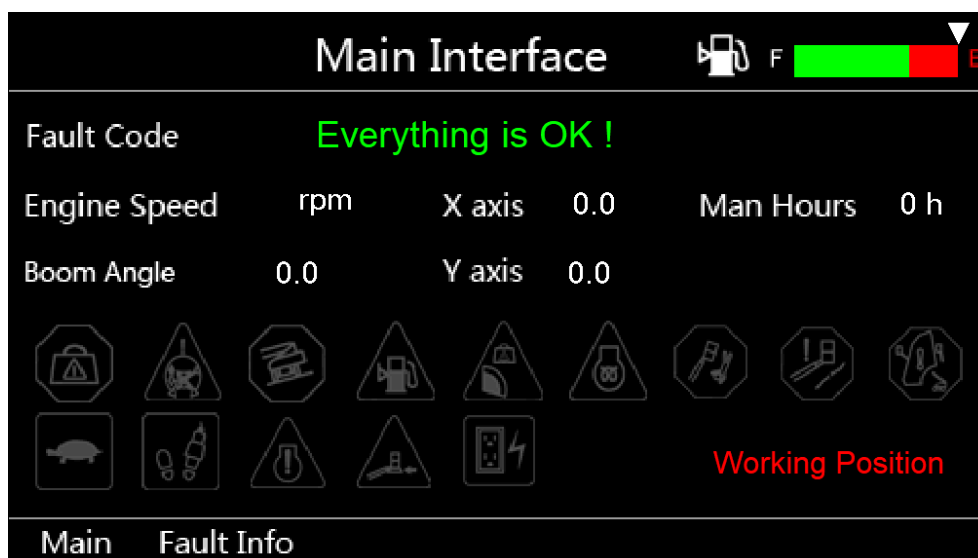 Main Interface F E
Fault Code Everything is OK !
Engine Speed rpm X axis 0.0 Man Hours 0 h
Boom Angle 0.0 Y axis 0.0
Working Position
Main Fault Info